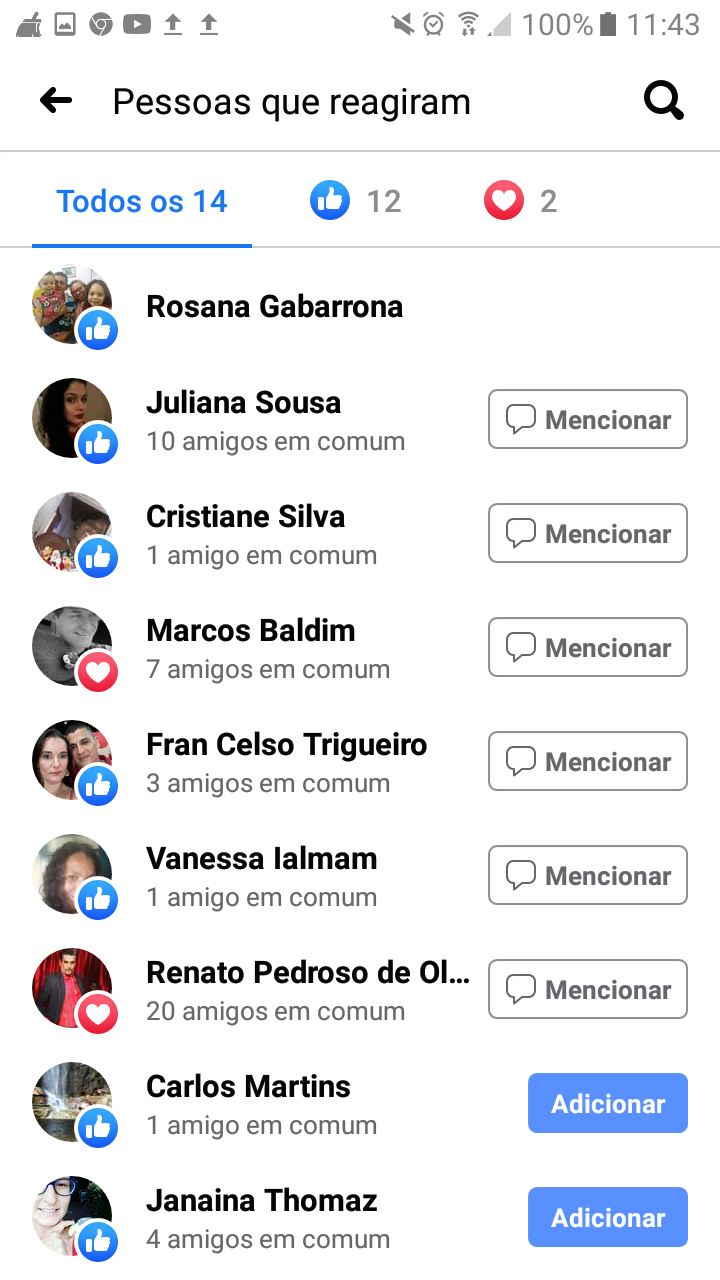 100% 11:43
Pessoas que reagiram
Todos os 14 12 2
Rosana Gabarrona
Juliana Sousa
10 amigos em comum
Mencionar
Cristiane Silva
1 amigo em comum
Mencionar
Marcos Baldim
7 amigos em comum
Mencionar
Fran Celso Trigueiro
3 amigos em comum
Mencionar
Vanessa Ialmam
1 amigo em comum
Mencionar
Renato Pedroso de Ol...
20 amigos em comum
Mencionar
Carlos Martins
1 amigo em comum
Adicionar
Janaina Thomaz
4 amigos em comum
Adicionar